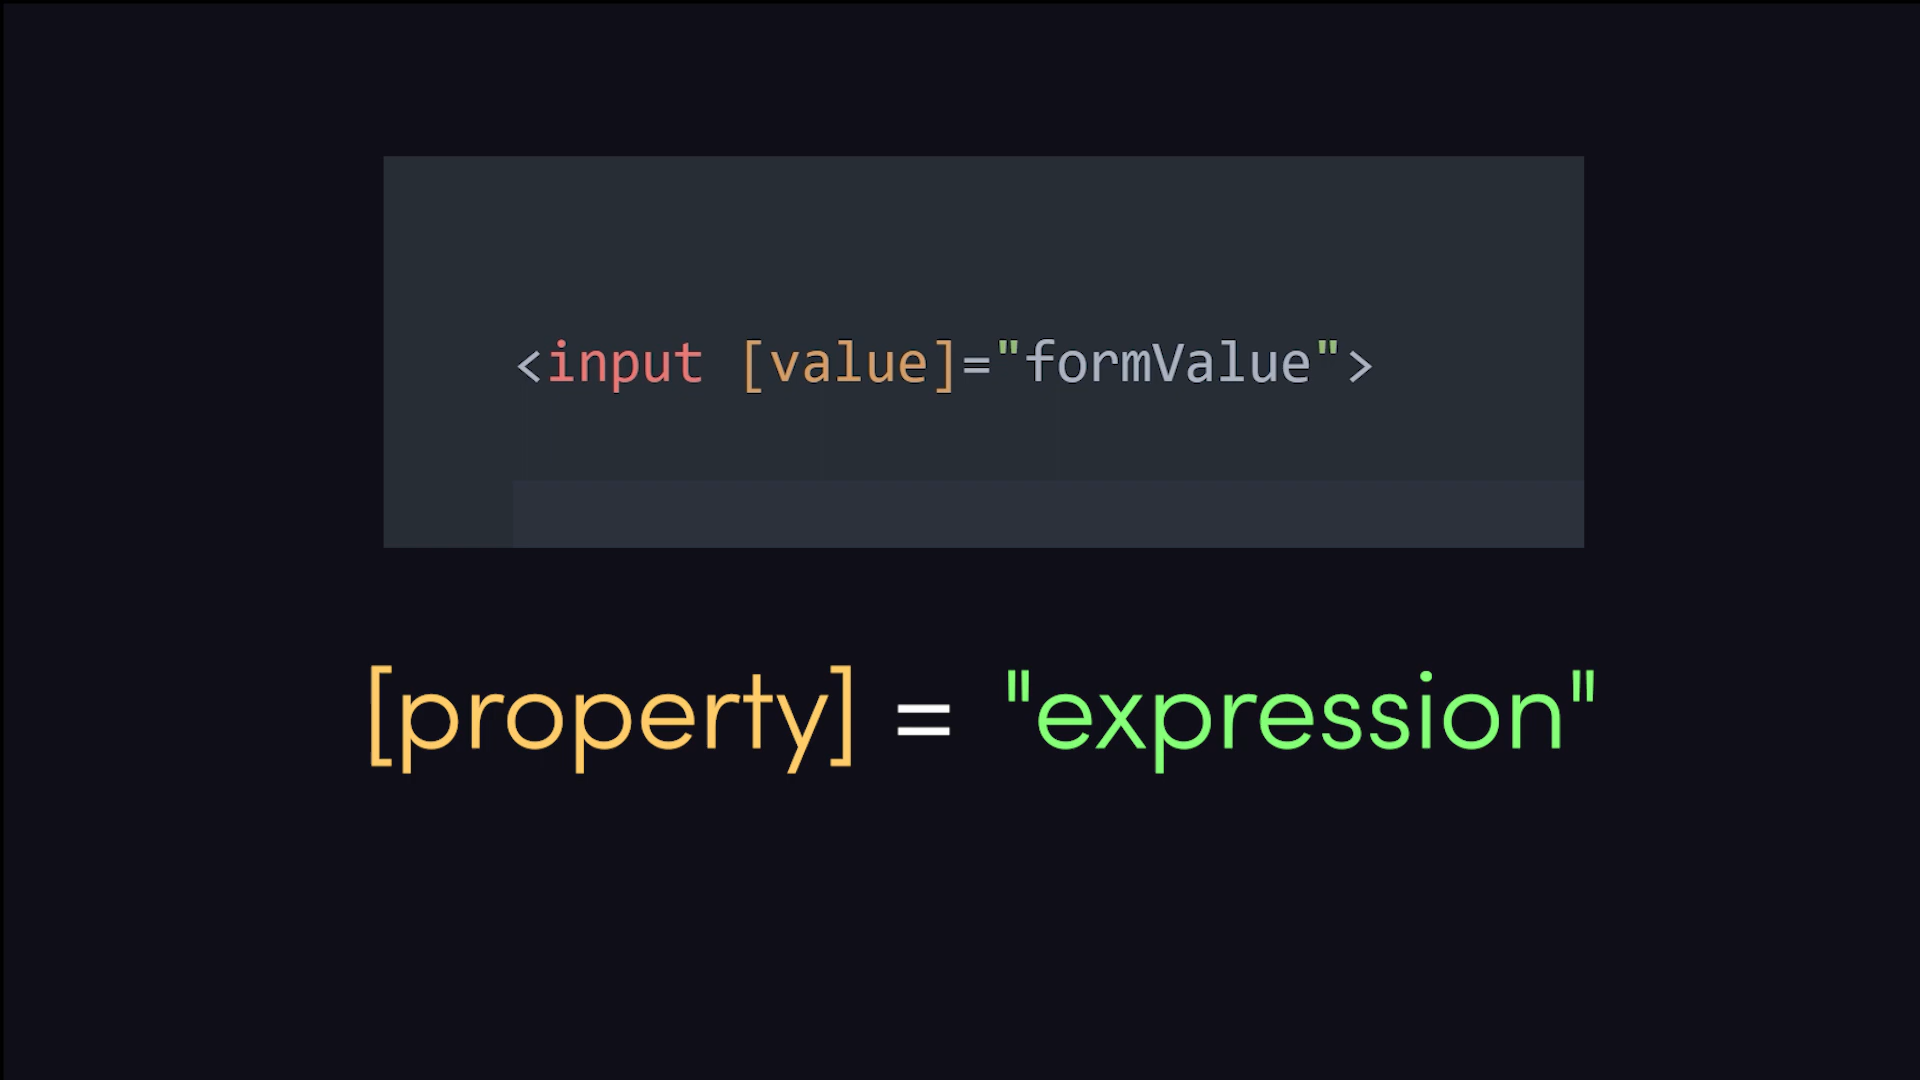 <input [value]="formValue">
[property] = "expression"